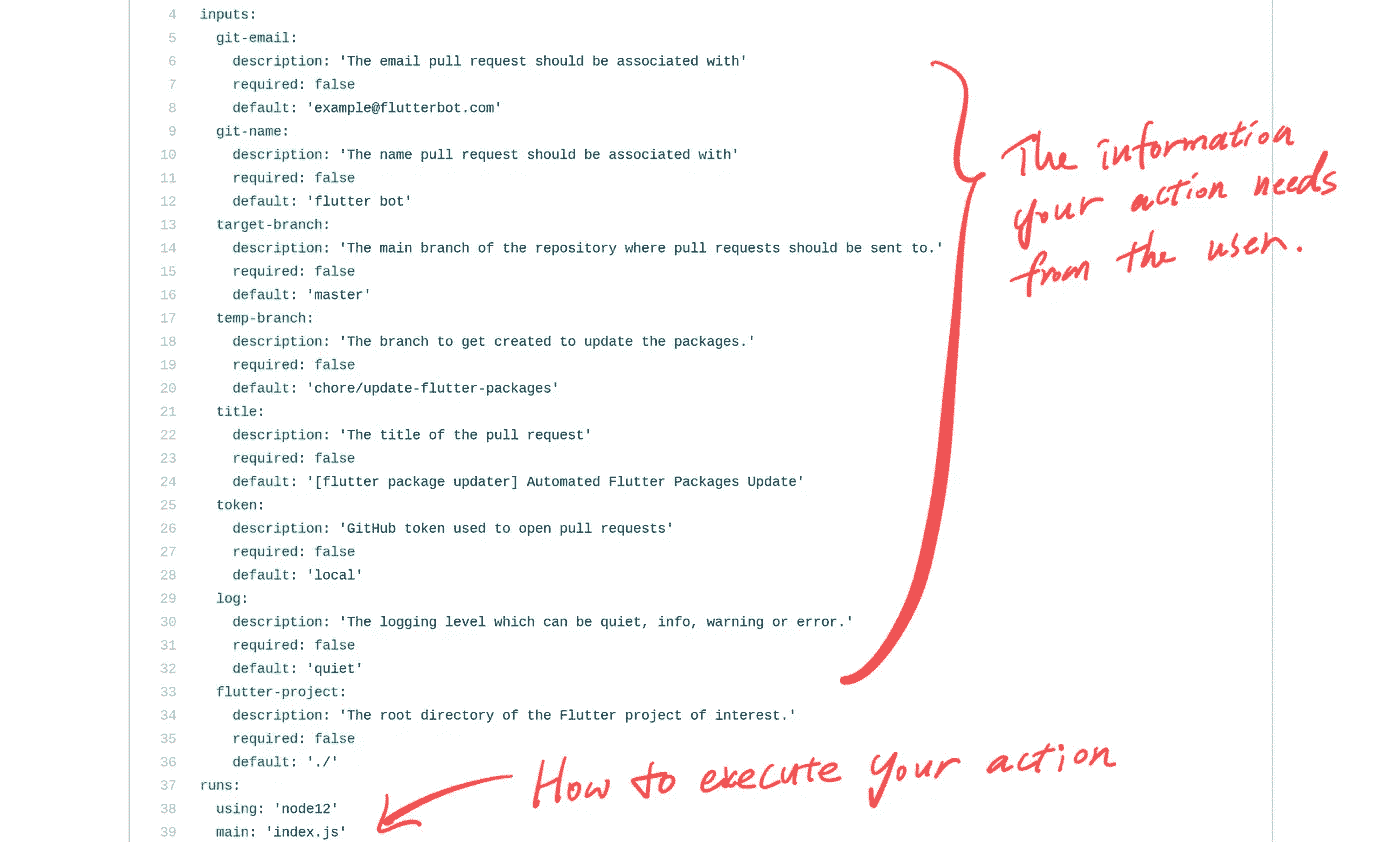 4 inputs:
5 git-email:
6 description: 'The email pull request should be associated with'
7 required: false
8 default: 'example@flutterbot.com'
9 git-name:
10 description: 'The name pull request should be associated with'
11 required: false
12 default: 'flutter bot'
13 target-branch:
14 description: 'The main branch of the repository where pull requests should be sent to.'
15 required: false
16 default: 'master'
17 temp-branch:
18 description: 'The branch to get created to update the packages.'
19 required: false
20 default: 'chore/update-flutter-packages'
21 title:
22 description: 'The title of the pull request'
23 required: false
24 default: '[flutter package updater] Automated Flutter Packages Update'
25 token:
26 description: 'GitHub token used to open pull requests'
27 required: false
28 default: 'local'
29 log:
30 description: 'The logging level which can be quiet, info, warning or error.'
31 required: false
32 default: 'quiet'
33 flutter-project:
34 description: 'The root directory of the Flutter project of interest.'
35 required: false
36 default: './'
37 runs:
38 using: 'node12'
39 main: 'index.js'
The information
your action needs
from the user.
How to execute your action